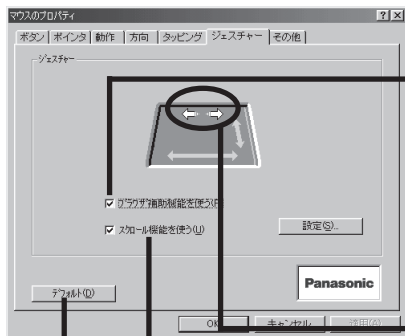 マウスのプロパティ
ボタン ポインタ 動作 方向 タッピング ジェスチャー その他
ジェスチャー
ブラウザ補助機能を使う(P)
スクロール機能を使う(U)
設定(S)...
Panasonic
デフォルト(D)
OK キャンセル 適用(A)